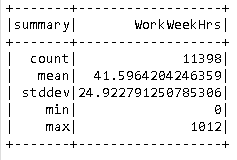 +-------+------------------+
|summary|       WorkWeekHrs|
+-------+------------------+
|  count|             11398|
|   mean|  41.5964204246359|
| stddev|24.922791250785306|
|    min|                 0|
|    max|              1012|
+-------+------------------+